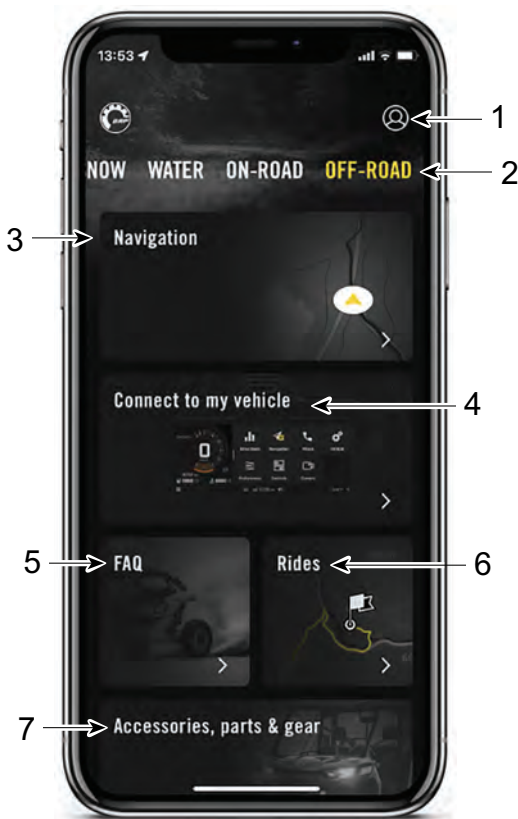 13:53
1
NOW WATER ON-ROAD OFF-ROAD
2
3
Navigation
Connect to my vehicle
4
0
5
FAQ
Rides
6
7
Accessories, parts & gear